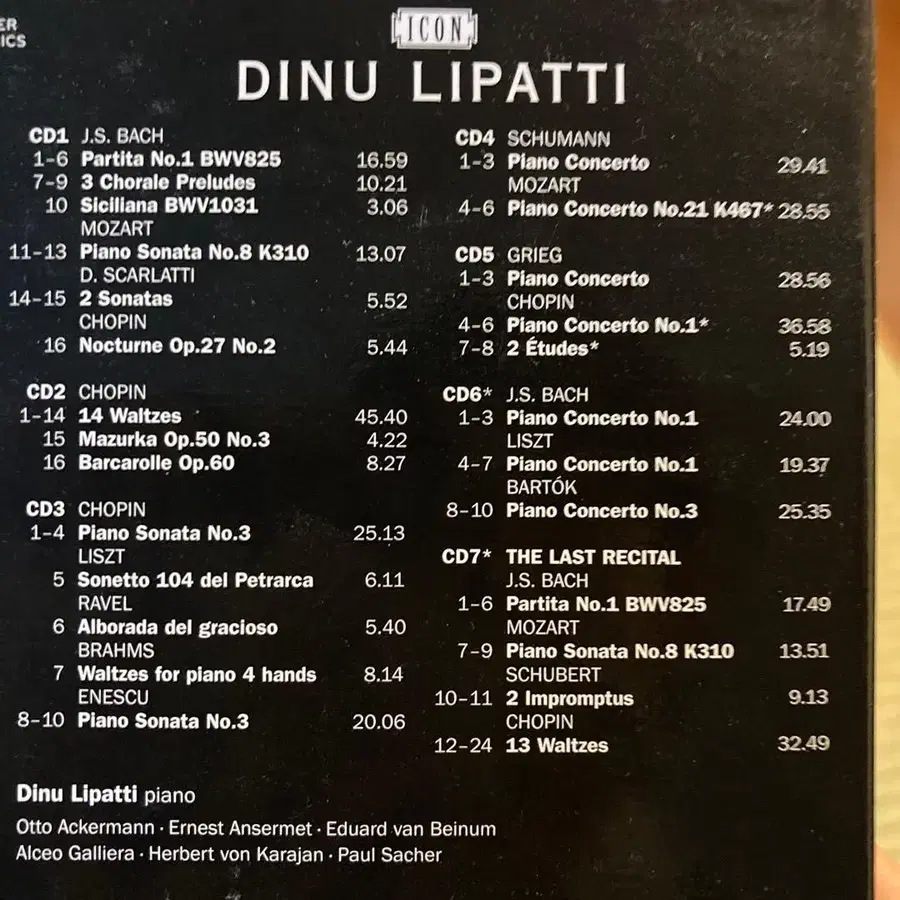 ICON
DINU LIPATTI
CD1 J.S. BACH
1-6 Partita No.1 BWV825 16.59
7-9 3 Chorale Preludes 10.21
10 Siciliana BWV1031 3.06
MOZART
11-13 Piano Sonata No.8 K310 13.07
D. SCARLATTI
14-15 2 Sonatas 5.52
CHOPIN
16 Nocturne Op.27 No.2 5.44
CD2 CHOPIN
1-14 14 Waltzes 45.40
15 Mazurka Op.50 No.3 4.22
16 Barcarolle Op.60 8.27
CD3 CHOPIN
1-4 Piano Sonata No.3 25.13
LISZT
5 Sonetto 104 del Petrarca 6.11
RAVEL
6 Alborada del gracioso 5.40
BRAHMS
7 Waltzes for piano 4 hands 8.14
ENESCU
8-10 Piano Sonata No.3 20.06
CD4 SCHUMANN
1-3 Piano Concerto 29.41
MOZART
4-6 Piano Concerto No.21 K467* 28.55
CD5 GRIEG
1-3 Piano Concerto 28.56
CHOPIN
4-6 Piano Concerto No.1* 36.58
7-8 2 Études* 5.19
CD6* J.S. BACH
1-3 Piano Concerto No.1 24.00
LISZT
4-7 Piano Concerto No.1 19.37
BARTÓK
8-10 Piano Concerto No.3 25.35
CD7* THE LAST RECITAL
J.S. BACH
1-6 Partita No.1 BWV825 17.49
MOZART
7-9 Piano Sonata No.8 K310 13.51
SCHUBERT
10-11 2 Impromptus 9.13
CHOPIN
12-24 13 Waltzes 32.49
Dinu Lipatti piano
Otto Ackermann · Ernest Ansermet · Eduard van Beinum
Alceo Galliera · Herbert von Karajan · Paul Sacher